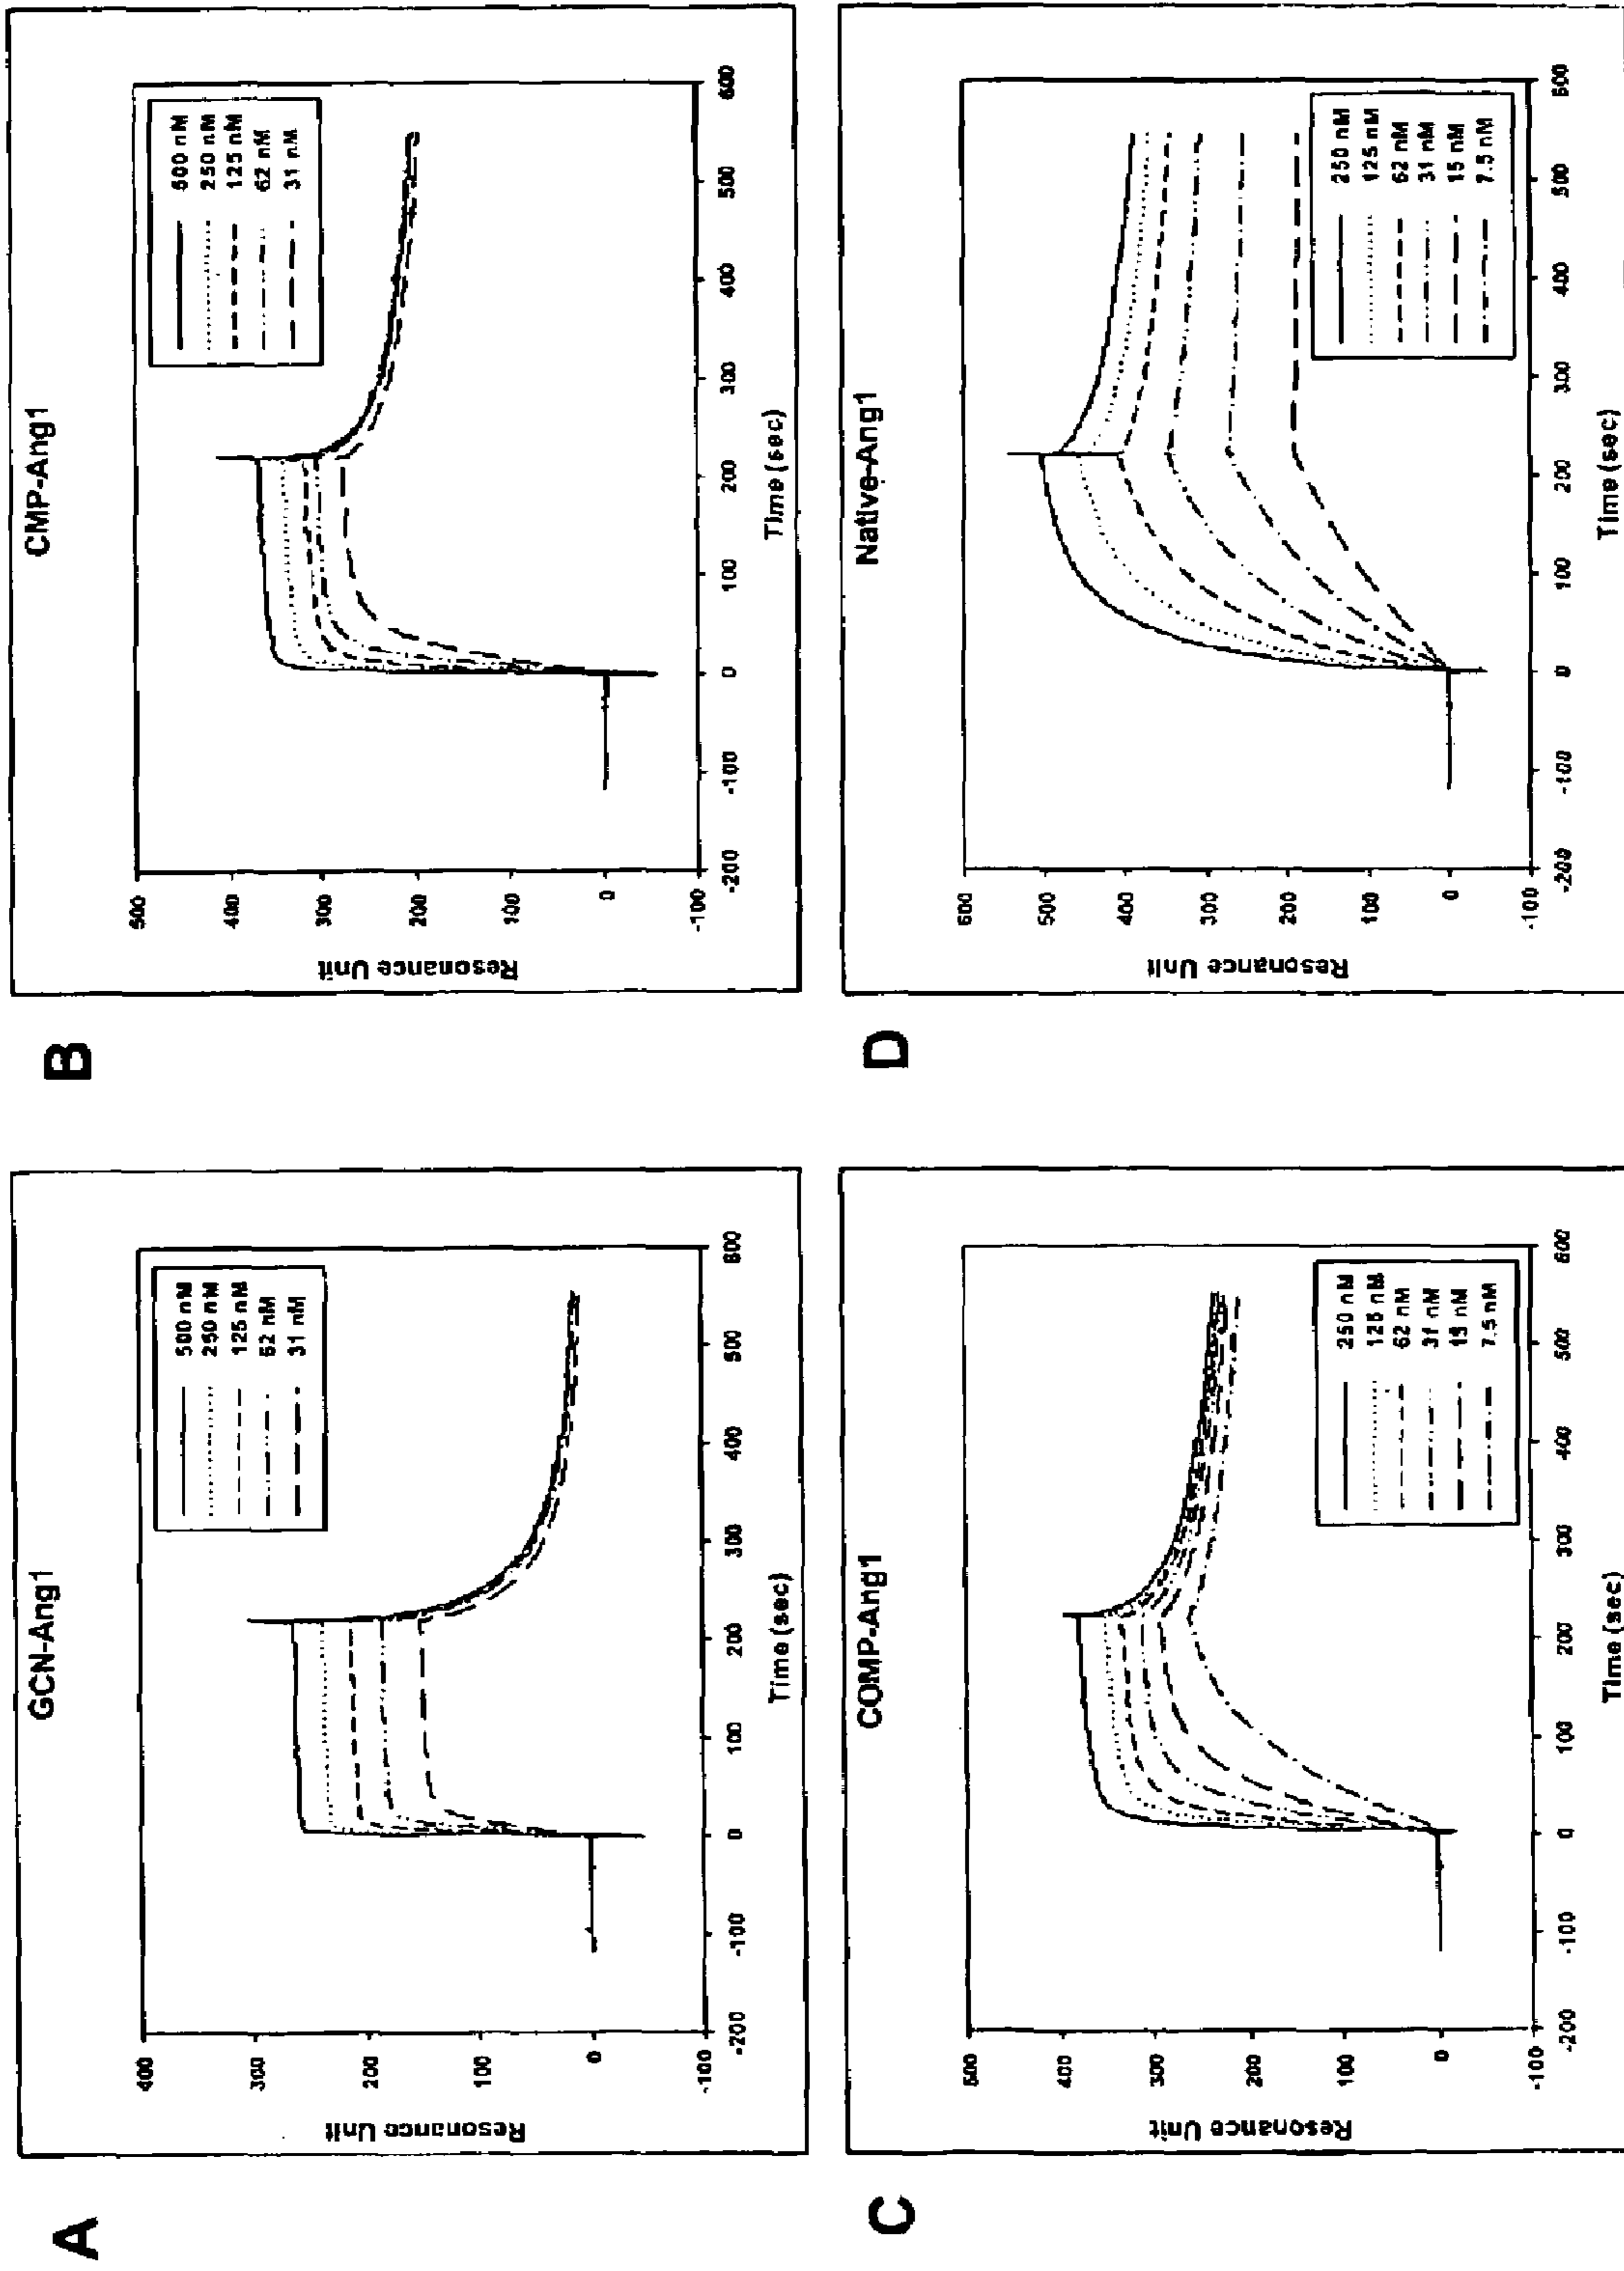 A
GCN-Ang1
Resonance Unit
400
300
200
100
0
-100
-200
-100
0
100
200
300
400
500
600
Time (sec)
500 nM
250 nM
125 nM
62 nM
31 nM
B
CMP-Ang1
Resonance Unit
500
400
300
200
100
0
-100
-200
-100
0
100
200
300
400
500
600
Time (sec)
500 nM
250 nM
125 nM
62 nM
31 nM
C
COMP-Ang1
Resonance Unit
500
400
300
200
100
0
-100
-200
-100
0
100
200
300
400
500
600
Time (sec)
250 nM
125 nM
62 nM
31 nM
15 nM
7.5 nM
D
Native-Ang1
Resonance Unit
600
500
400
300
200
100
0
-100
-200
-100
0
100
200
300
400
500
600
Time (sec)
250 nM
125 nM
62 nM
31 nM
15 nM
7.5 nM